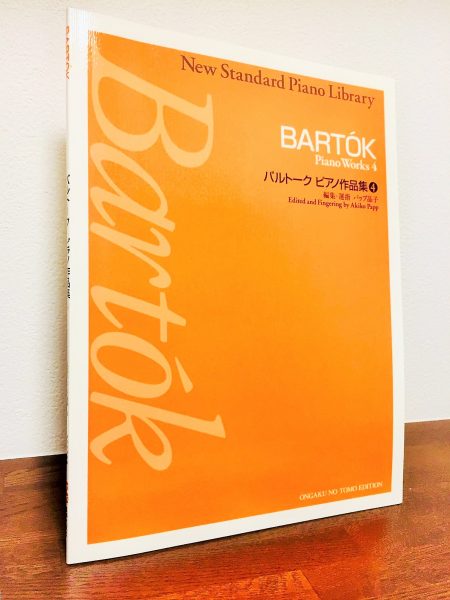 BARTÓK
New Standard Piano Library
Bartók
BARTÓK
Piano Works 4
バルトーク ピアノ作品集❹
編集・運指 パップ晶子
Edited and Fingering by Akiko Papp
ONGAKU NO TOMO EDITION